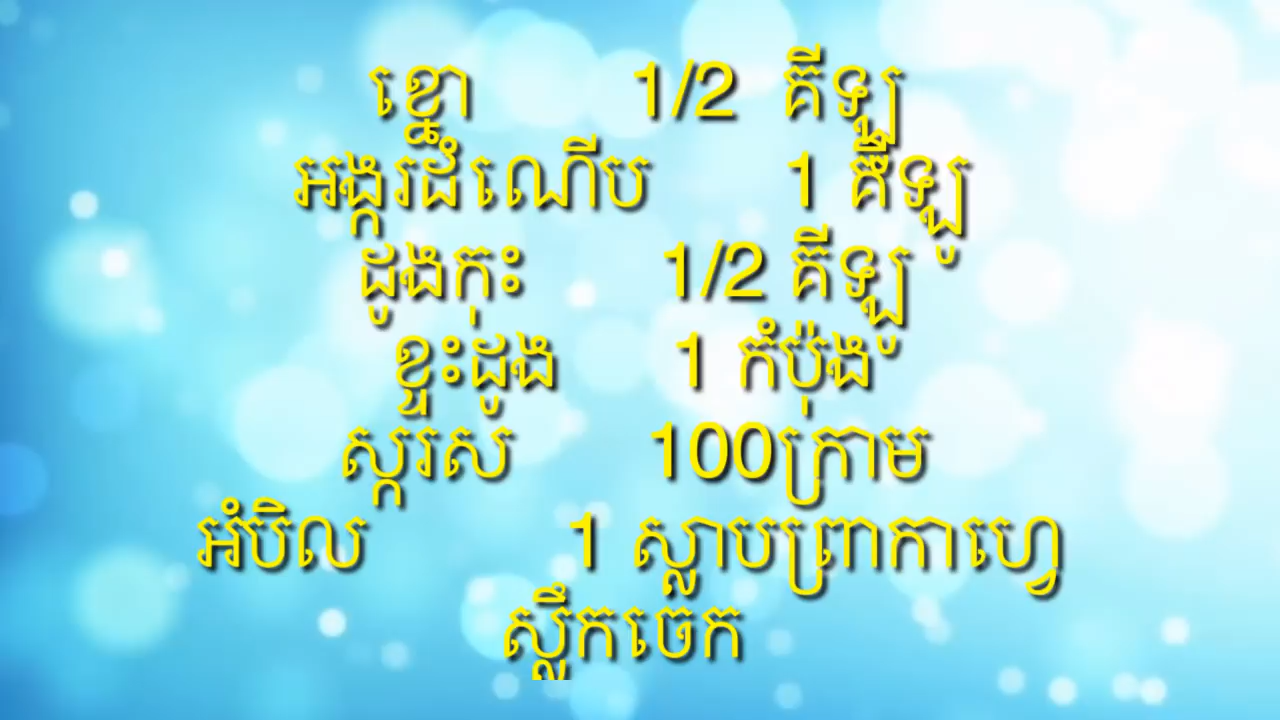 ខ្នោ 1/2 គីឡូ
អង្ករដំណើប 1 គីឡូ
ដូងកុះ 1/2 គីឡូ
ខ្ទះដូង 1 កំប៉ុង
ស្ករស 100ក្រាម
អំបិល 1 ស្លាបព្រាកាហ្វេ
ស្លឹកចេក